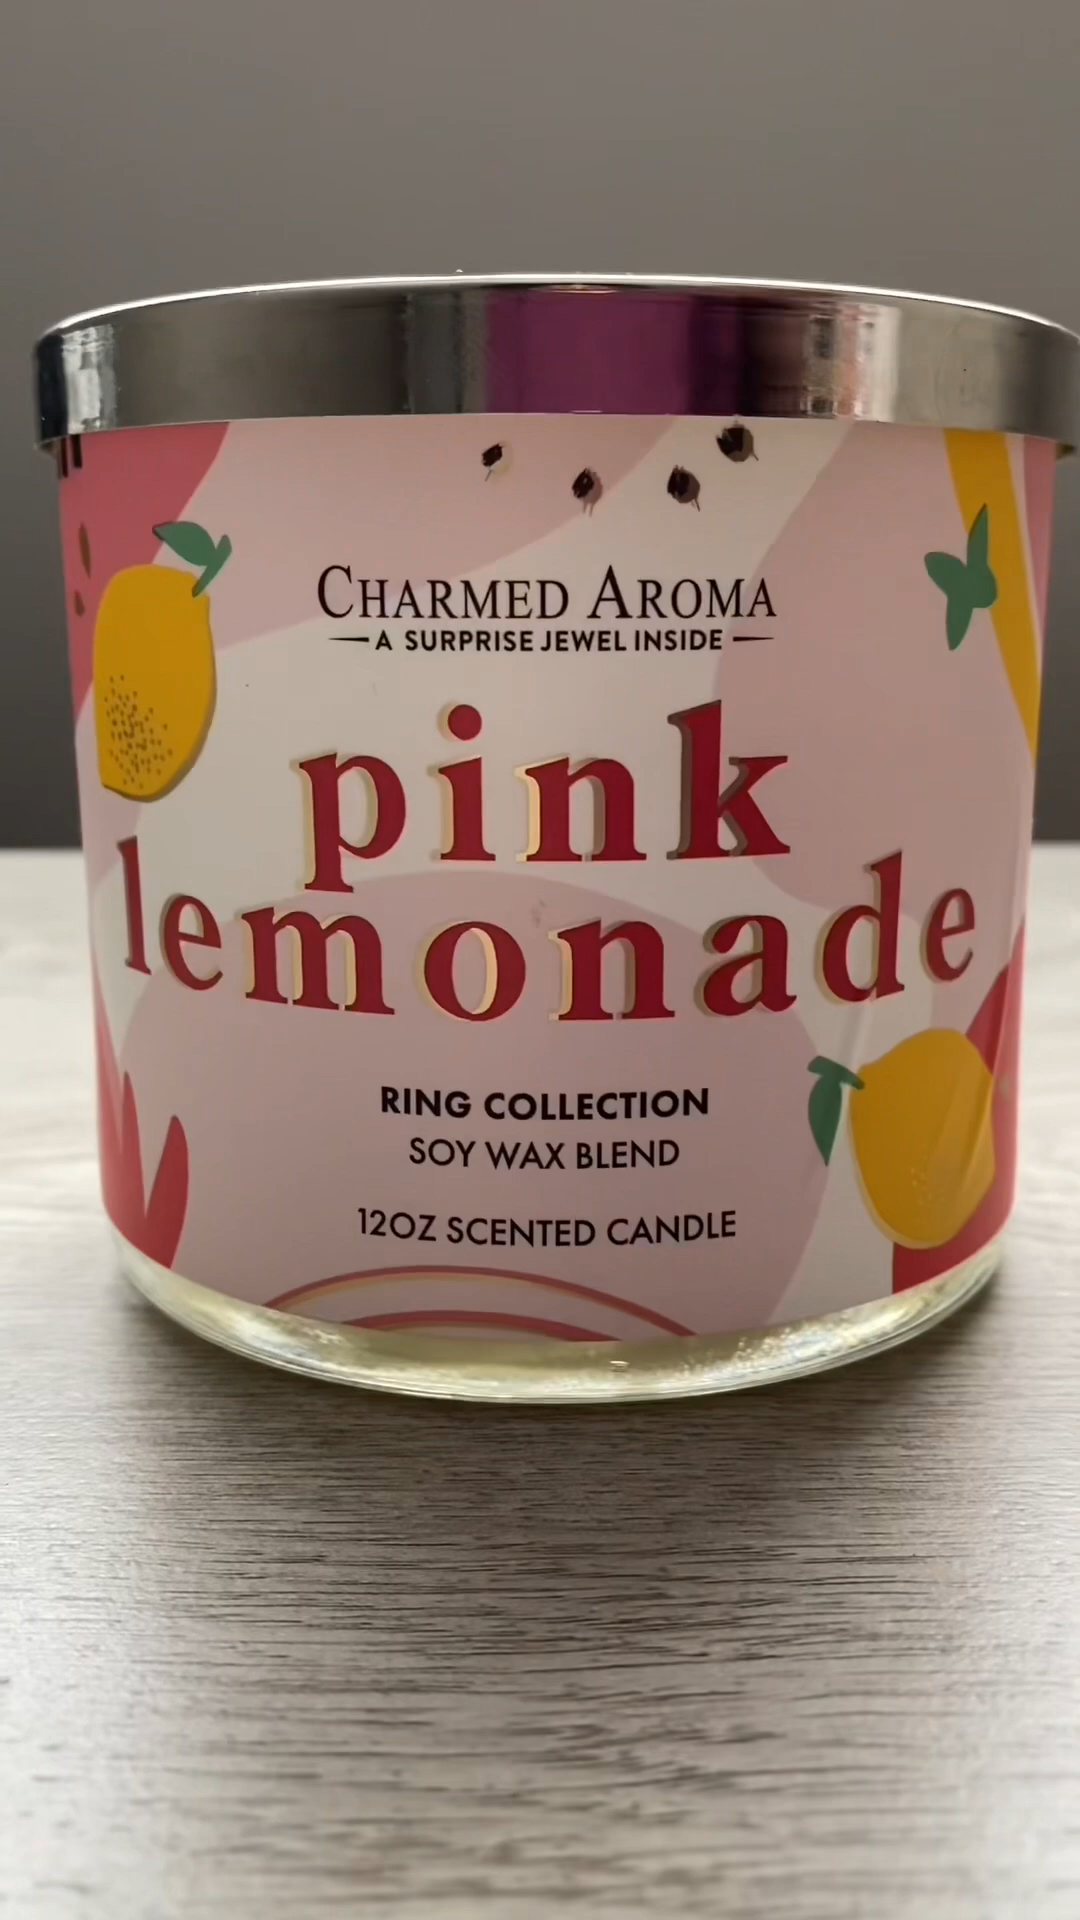 CHARMED AROMA
A SURPRISE JEWEL INSIDE
pink
lemonade
RING COLLECTION
SOY WAX BLEND
12OZ SCENTED CANDLE